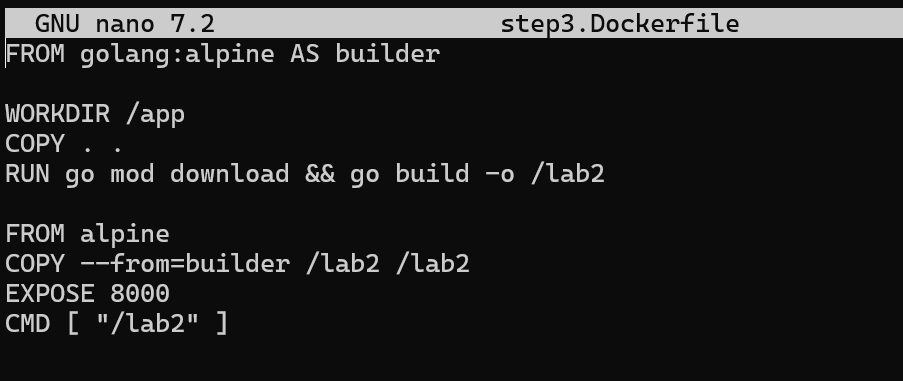 GNU nano 7.2 step3.Dockerfile
FROM golang:alpine AS builder
WORKDIR /app
COPY . .
RUN go mod download && go build -o /lab2
FROM alpine
COPY --from=builder /lab2 /lab2
EXPOSE 8000
CMD [ "/lab2" ]